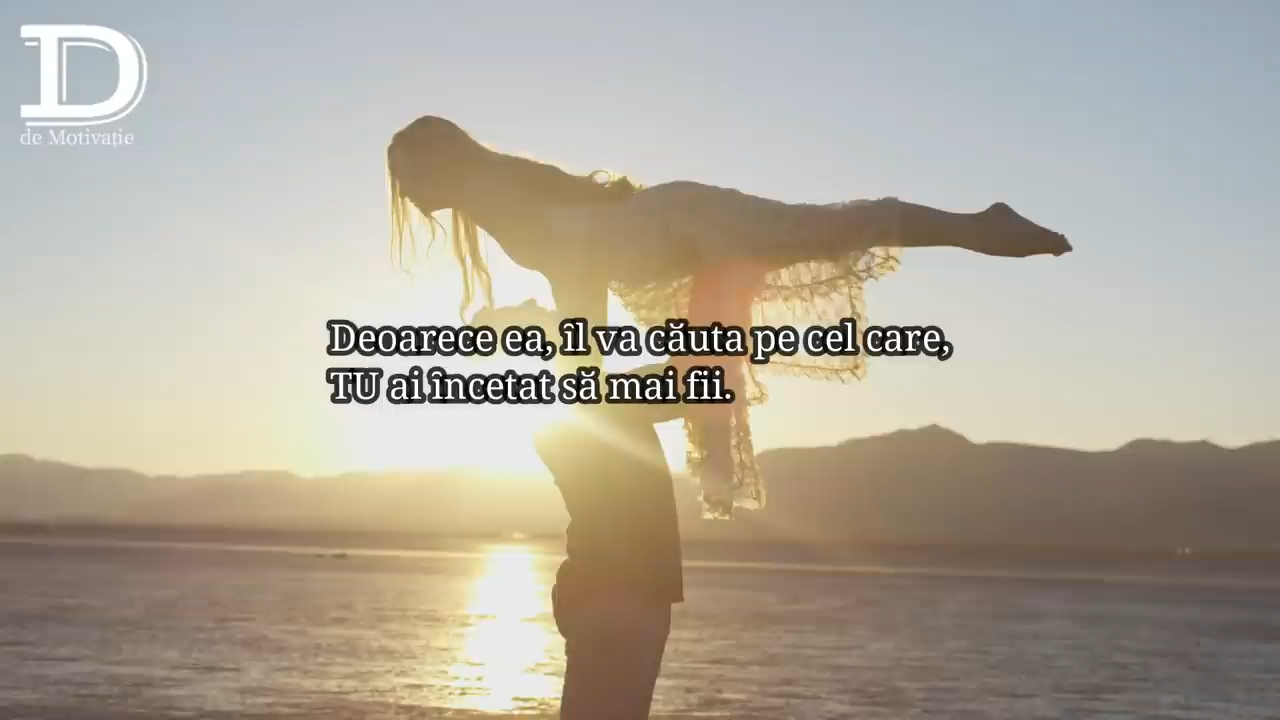 D
de Motivație
Deoarece ea, îl va căuta pe cel care,
TU ai încetat să mai fii.